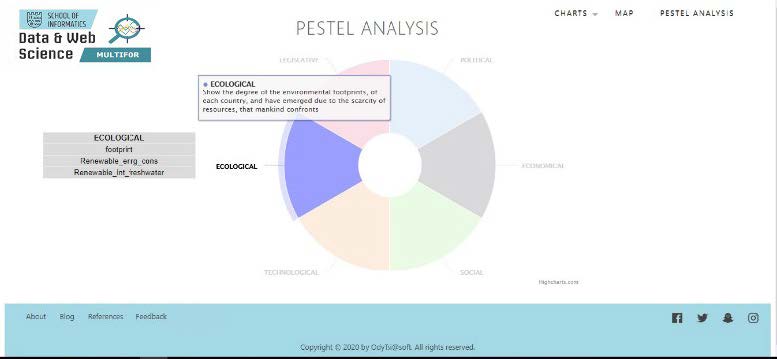 SCHOOL OF
INFORMATICS
Data & Web
Science
MULTIFOR
PESTEL ANALYSIS
CHARTS
MAP
PESTEL ANALYSIS
LEGISLATIVE
POLITICAL
ECOLOGICAL
Show the degree of the environmental footprints, of
each country, and have emerged due to the scarcity of
resources, that mankind confronts
ECOLOGICAL
footprint
Renewable_errg_cons
Renewable_int_freshwater
ECOLOGICAL
ECONOMICAL
TECHNOLOGICAL
SOCIAL
Highcharts.com
About Blog References Feedback
Copyright © 2020 by OdyTsi@soft. All rights reserved.